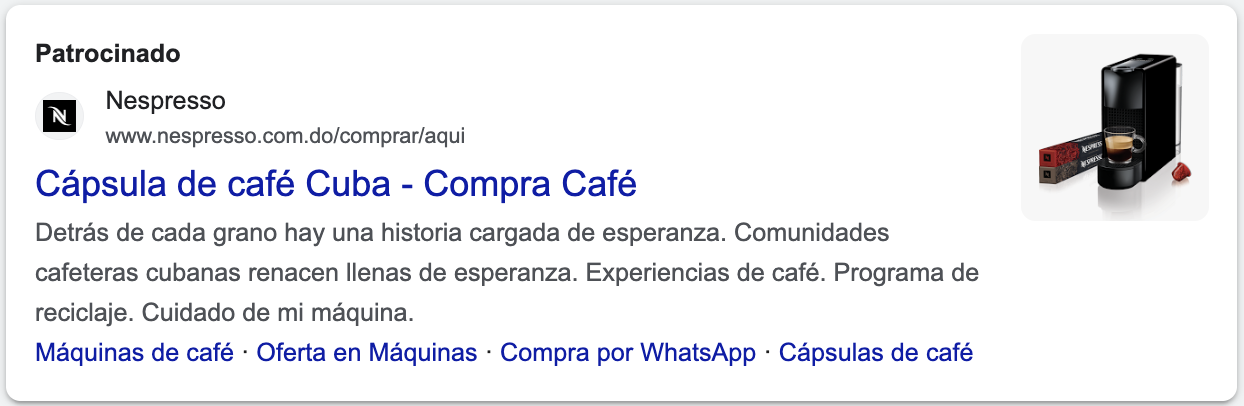 Patrocinado
Nespresso
www.nespresso.com.do/comprar/aqui
Cápsula de café Cuba - Compra Café
Detrás de cada grano hay una historia cargada de esperanza. Comunidades
cafeteras cubanas renacen llenas de esperanza. Experiencias de café. Programa de
reciclaje. Cuidado de mi máquina.
Máquinas de café · Oferta en Máquinas · Compra por WhatsApp · Cápsulas de café
NESPRESSO
NESPRESSO